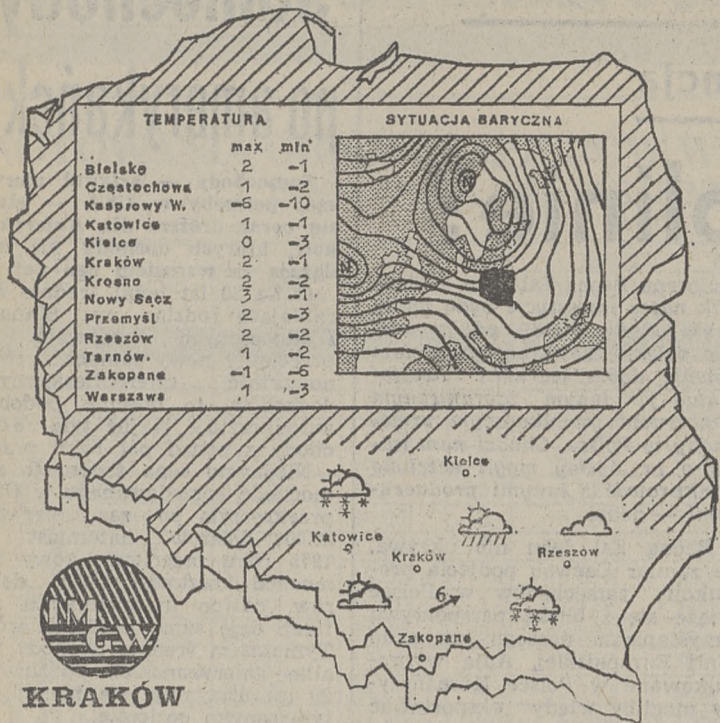 TEMPERATURA
max min
Bielsko 2 -1
Częstochowa 1 -2
Kasprowy W. -6 -10
Katowice 1 -1
Kielce 0 -3
Kraków 2 -1
Krosno 2 -2
Nowy Sącz 3 -1
Przemyśl 2 -3
Rzeszów 2 -2
Tarnów. 1 -2
Zakopane -1 -6
Warszawa 1 -3
SYTUACJA BARYCZNA
N
N
Kielce
Katowice
Kraków
Rzeszów
6
Zakopane
IM
G-W
KRAKÓW